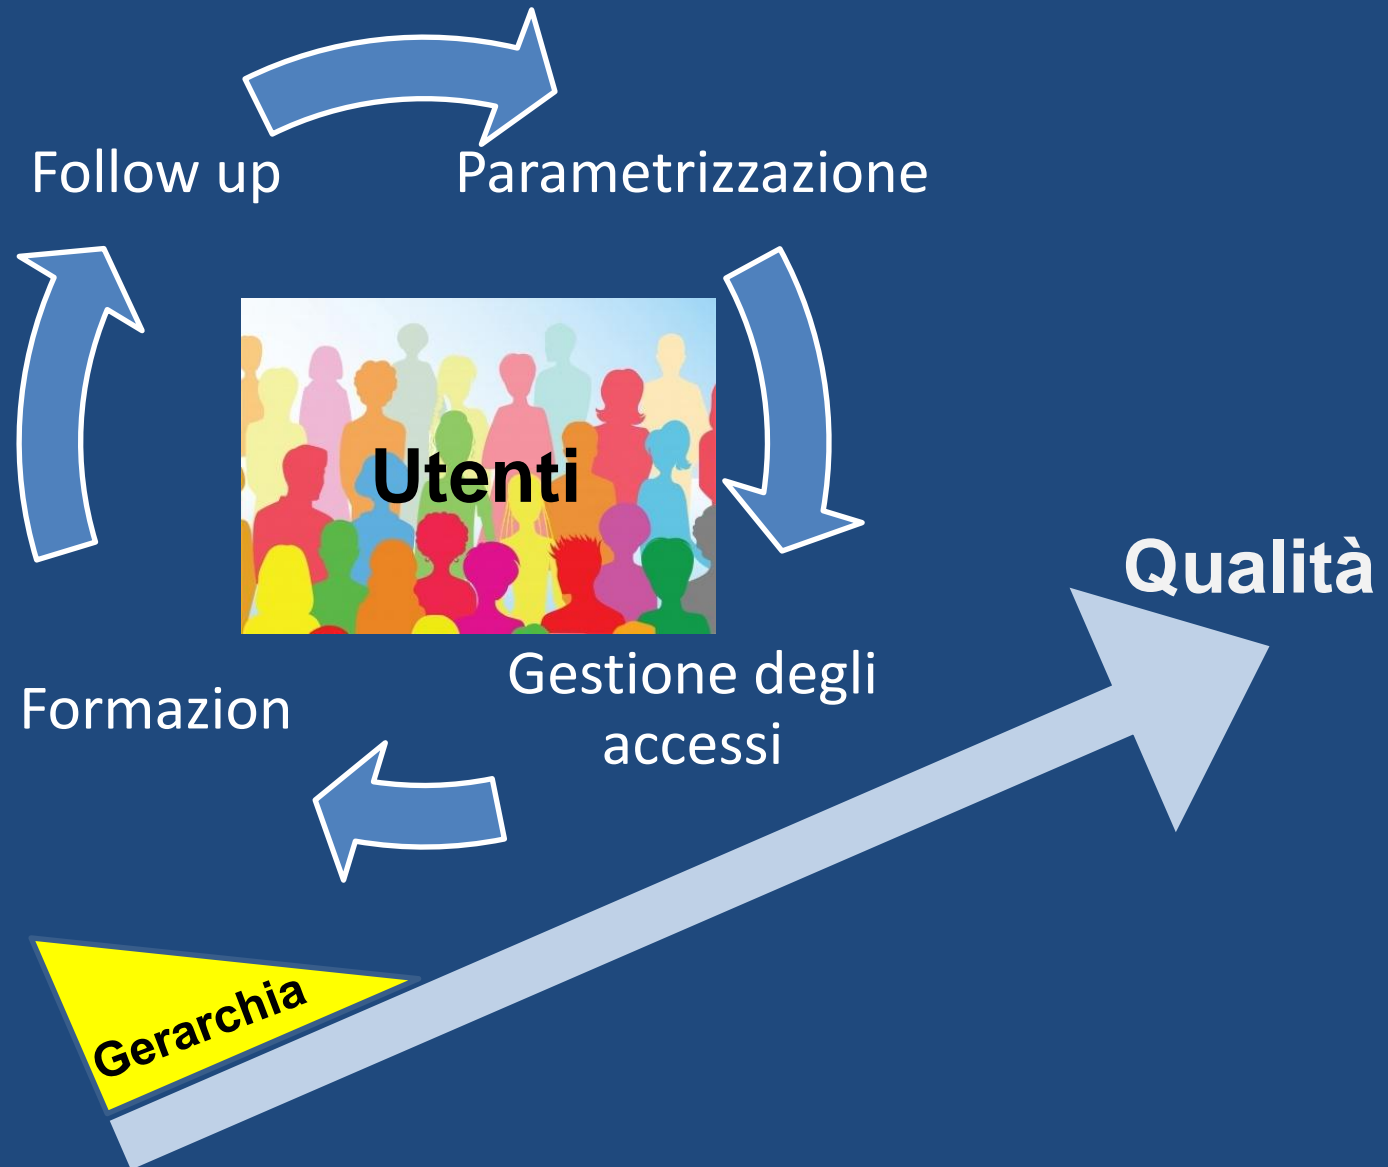 Follow up
Parametrizzazione
Utenti
Qualità
Gestione degli
accessi
Formazion
Gerarchia